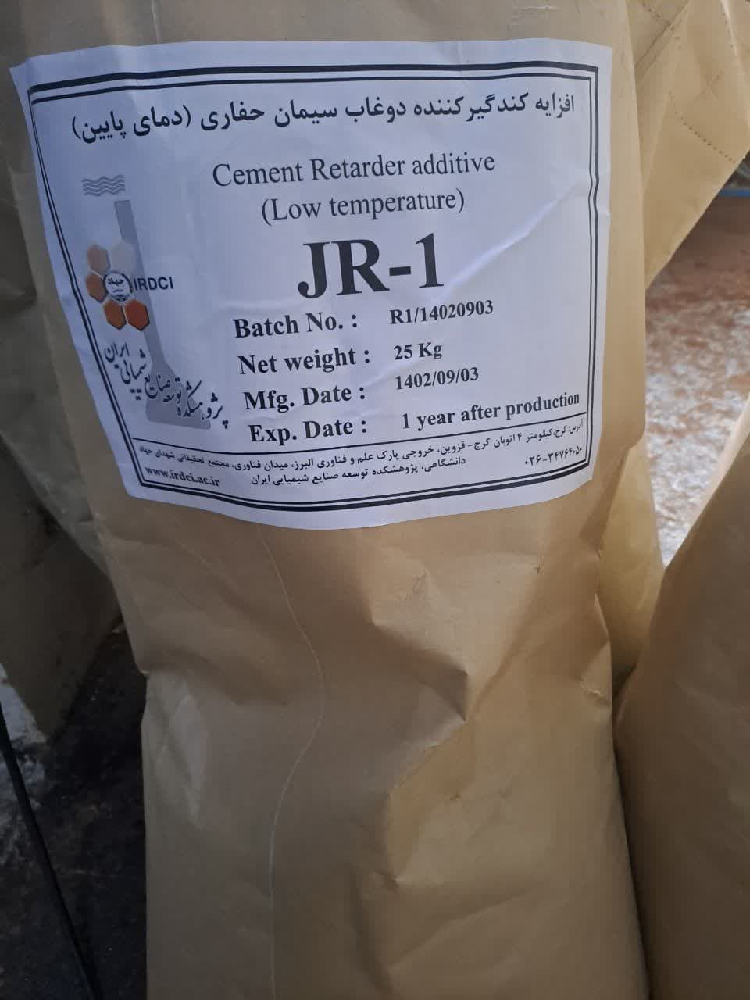 افزایه کندگیر کننده دوغاب سیمان حفاری (دمای پایین)
Cement Retarder additive
(Low temperature)
JR-1
جهاد
IRDCI
پژوهشکده توسعه صنایع شیمیایی ایران
Batch No. : R1/14020903
Net weight : 25 Kg
Mfg. Date : 1402/09/03
Exp. Date : 1 year after production
آدرس: کرج، کیلومتر ۴ اتوبان کرج- قزوین، خروجی پارک علم و فناوری البرز، میدان فناوری، مجتمع تحقیقاتی شهدای جهاد
دانشگاهی، پژوهشکده توسعه صنایع شیمیایی ایران
۰۲۶-۳۴۷۶۴۰۵۰
www.irdci.ac.ir